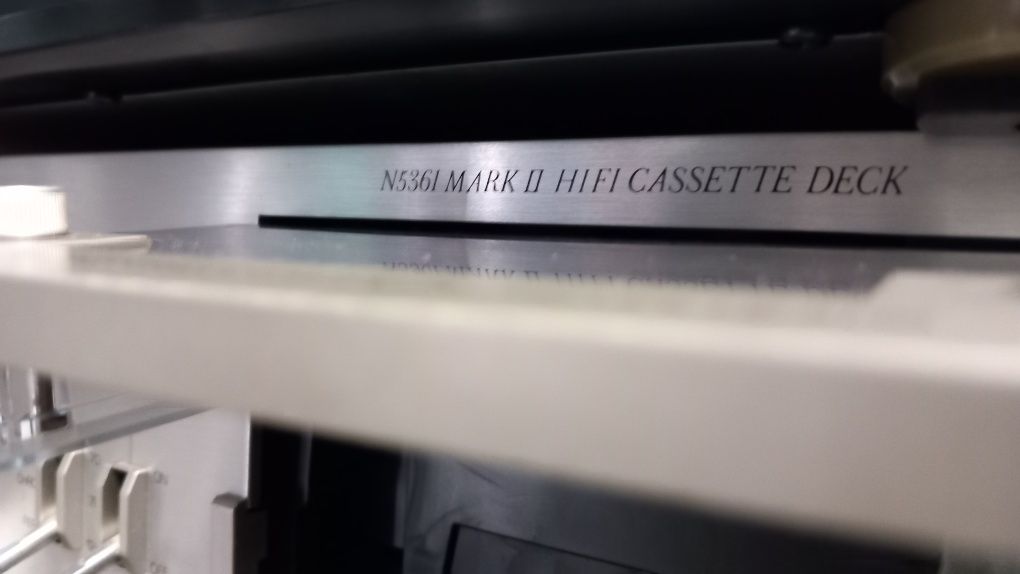 N5361 MARK II HIFI CASSETTE DECK